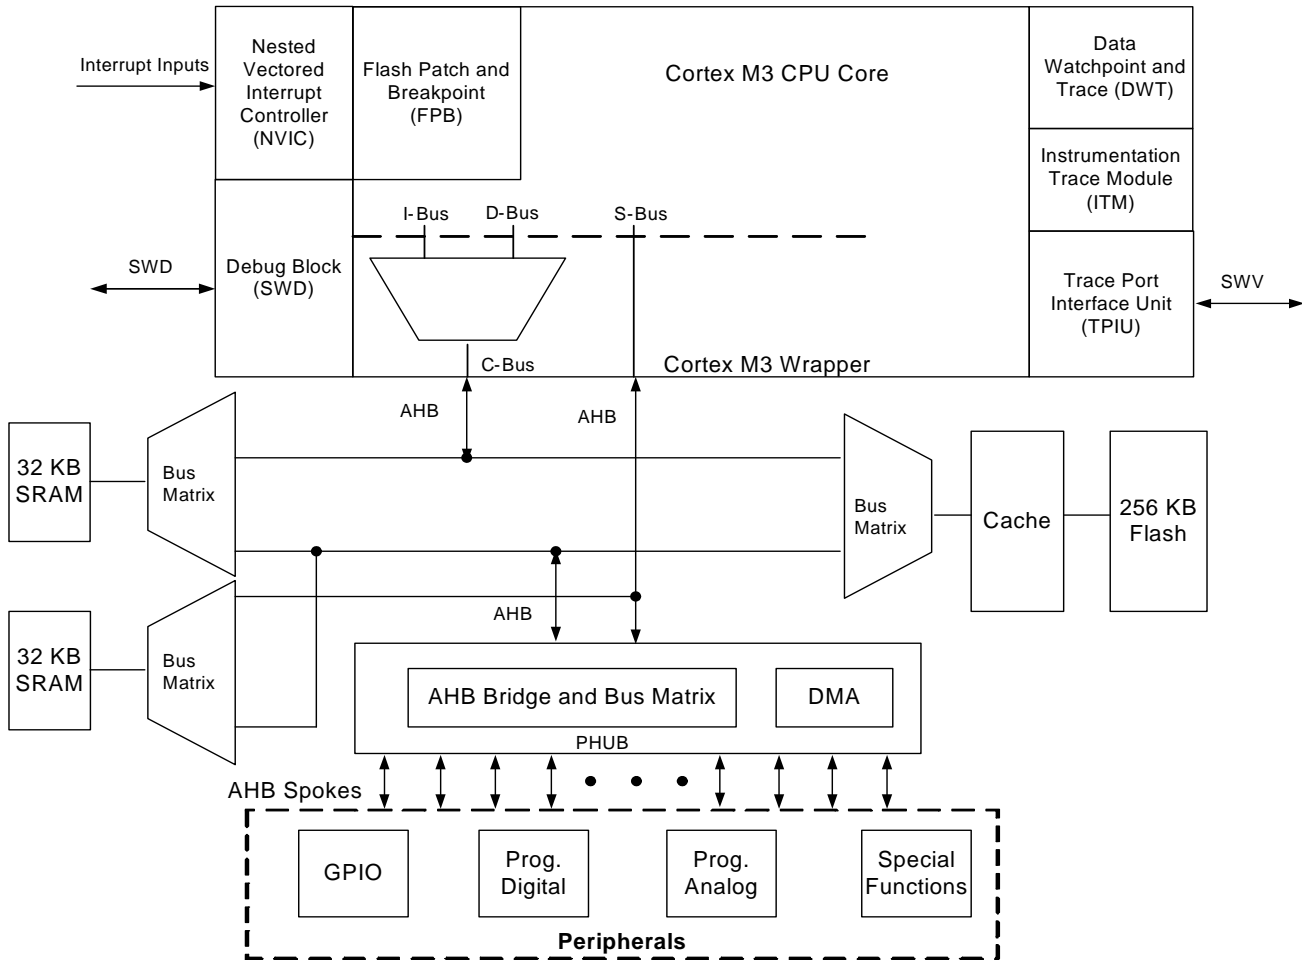 Interrupt Inputs
Nested
Vectored
Interrupt
Controller
(NVIC)
Flash Patch and
Breakpoint
(FPB)
Cortex M3 CPU Core
Data
Watchpoint and
Trace (DWT)
Instrumentation
Trace Module
(ITM)
I-Bus
D-Bus
S-Bus
SWD
Debug Block
(SWD)
Trace Port
Interface Unit
(TPIU)
SWV
C-Bus
Cortex M3 Wrapper
AHB
AHB
32 KB
SRAM
Bus
Matrix
Bus
Matrix
Cache
256 KB
Flash
AHB
32 KB
SRAM
Bus
Matrix
AHB Bridge and Bus Matrix
DMA
PHUB
AHB Spokes
GPIO
Prog.
Digital
Prog.
Analog
Special
Functions
Peripherals